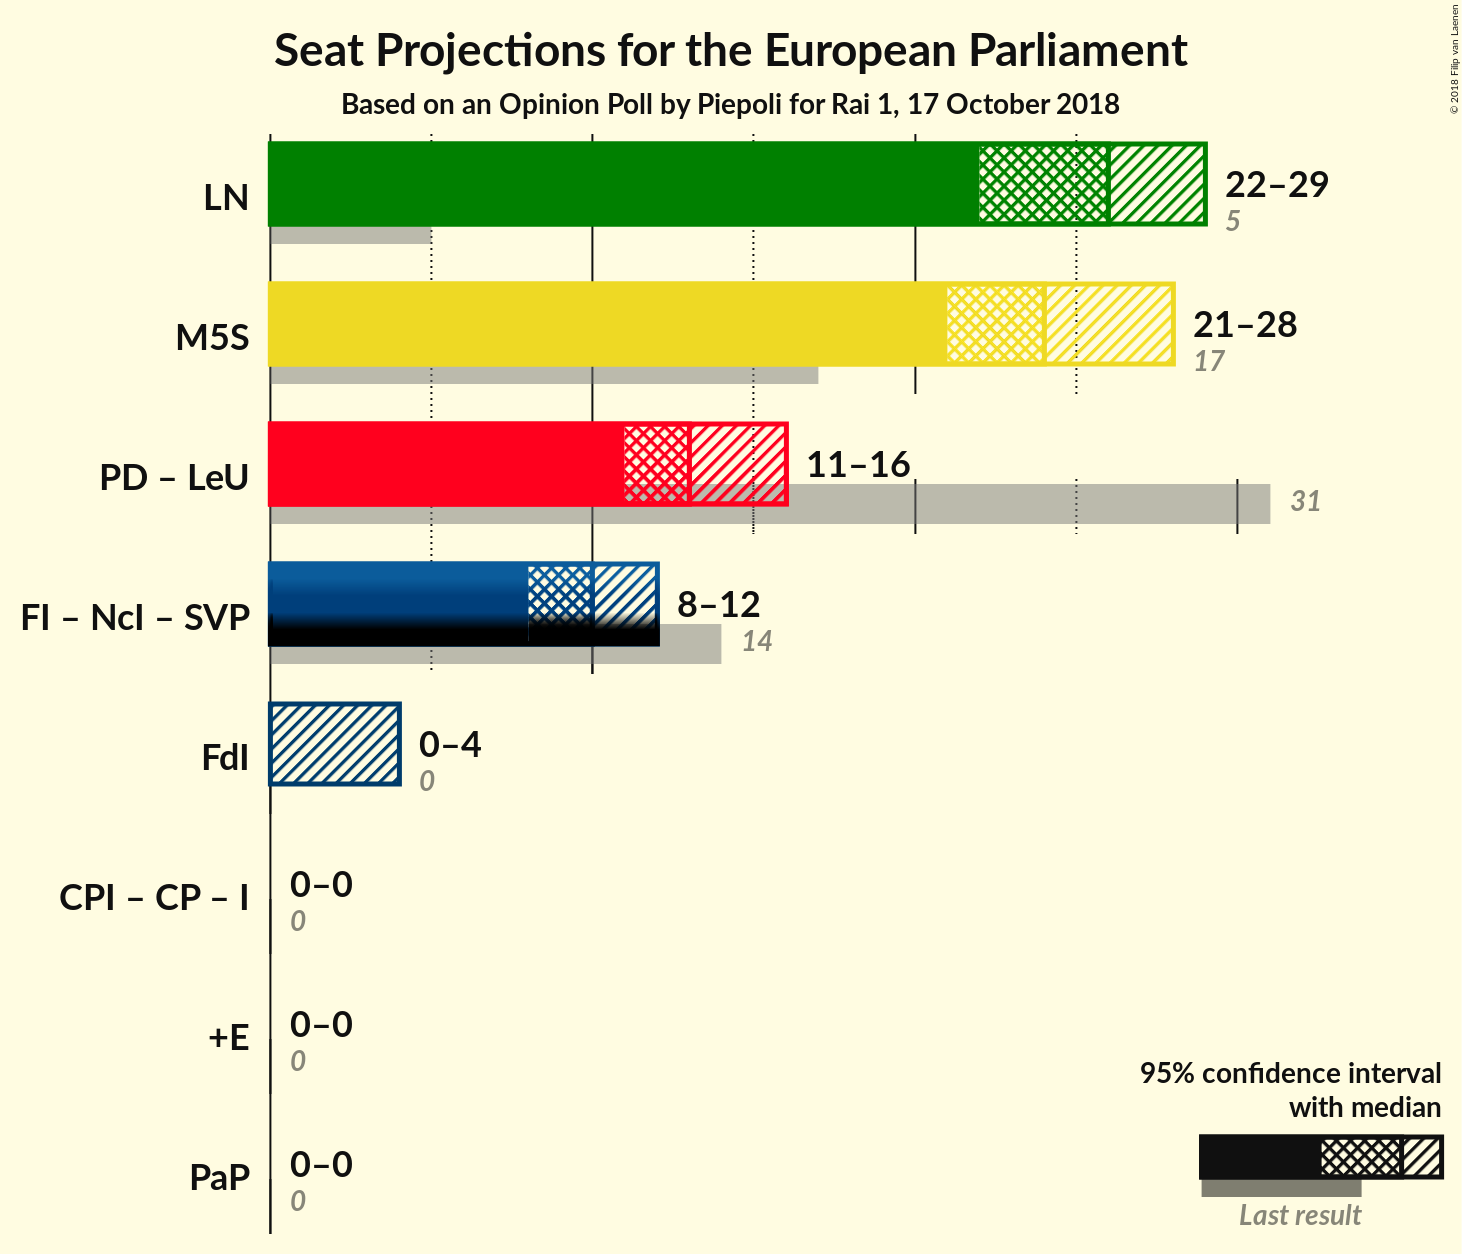 Seat Projections for the European Parliament
Based on an Opinion Poll by Piepoli for Rai 1, 17 October 2018
© 2018 Filip van Laenen
LN
22–29
5
M5S
21–28
17
PD – LeU
11–16
31
FI – NcI – SVP
8–12
14
FdI
0–4
0
CPI – CP – I
0–0
0
+E
0–0
0
PaP
0–0
0
95% confidence interval
with median
Last result